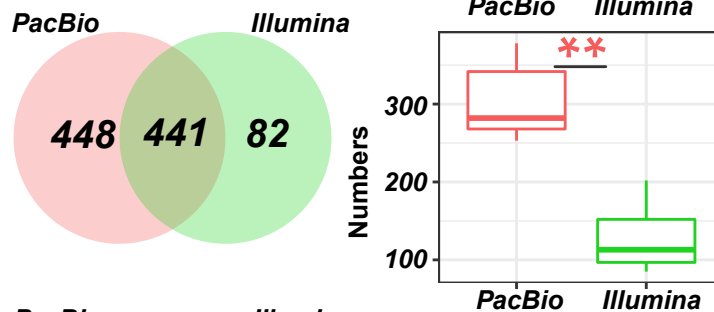 PacBio Illumina
PacBio Illumina
**
448 441 82
300
Numbers
200
100
PacBio Illumina